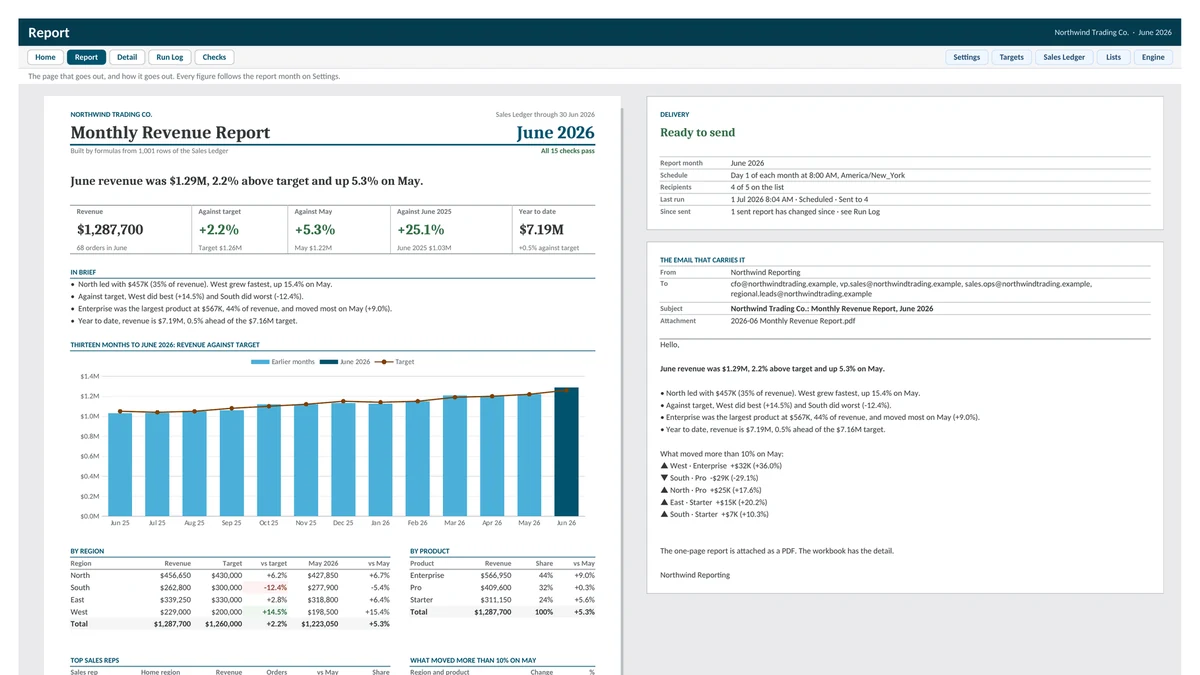 Report
Northwind Trading Co. · June 2026
Home Report Detail Run Log Checks
Settings Targets Sales Ledger Lists Engine
The page that goes out, and how it goes out. Every figure follows the report month on Settings.
NORTHWIND TRADING CO.
Sales Ledger through 30 Jun 2026
Monthly Revenue Report
June 2026
Built by formulas from 1,001 rows of the Sales Ledger
All 15 checks pass
June revenue was $1.29M, 2.2% above target and up 5.3% on May.
Revenue Against target Against May Against June 2025 Year to date
$1,287,700 +2.2% +5.3% +25.1% $7.19M
68 orders in June Target $1.26M May $1.22M June 2025 $1.03M +0.5% against target
IN BRIEF
• North led with $457K (35% of revenue). West grew fastest, up 15.4% on May.
• Against target, West did best (+14.5%) and South did worst (-12.4%).
• Enterprise was the largest product at $567K, 44% of revenue, and moved most on May (+9.0%).
• Year to date, revenue is $7.19M, 0.5% ahead of the $7.16M target.
THIRTEEN MONTHS TO JUNE 2026: REVENUE AGAINST TARGET
Earlier months June 2026 Target
$1.4M
$1.2M
$1.0M
$0.8M
$0.6M
$0.4M
$0.2M
$0.0M
Jun 25 Jul 25 Aug 25 Sep 25 Oct 25 Nov 25 Dec 25 Jan 26 Feb 26 Mar 26 Apr 26 May 26 Jun 26
BY REGION
Region Revenue Target vs target May 2026 vs May
North $456,650 $430,000 +6.2% $427,850 +6.7%
South $262,800 $300,000 -12.4% $277,900 -5.4%
East $339,250 $330,000 +2.8% $318,800 +6.4%
West $229,000 $200,000 +14.5% $198,500 +15.4%
Total $1,287,700 $1,260,000 +2.2% $1,223,050 +5.3%
BY PRODUCT
Product Revenue Share vs May
Enterprise $566,950 44% +9.0%
Pro $409,600 32% +0.3%
Starter $311,150 24% +5.6%
Total $1,287,700 100% +5.3%
TOP SALES REPS
Sales rep Home region Revenue Orders vs May Share
WHAT MOVED MORE THAN 10% ON MAY
Region and product Change %
DELIVERY
Ready to send
Report month June 2026
Schedule Day 1 of each month at 8:00 AM, America/New_York
Recipients 4 of 5 on the list
Last run 1 Jul 2026 8:04 AM · Scheduled · Sent to 4
Since sent 1 sent report has changed since · see Run Log
THE EMAIL THAT CARRIES IT
From Northwind Reporting
To cfo@northwindtrading.example, vp.sales@northwindtrading.example, sales.ops@northwindtrading.example,
regional.leads@northwindtrading.example
Subject Northwind Trading Co.: Monthly Revenue Report, June 2026
Attachment 2026-06 Monthly Revenue Report.pdf
Hello,
June revenue was $1.29M, 2.2% above target and up 5.3% on May.
• North led with $457K (35% of revenue). West grew fastest, up 15.4% on May.
• Against target, West did best (+14.5%) and South did worst (-12.4%).
• Enterprise was the largest product at $567K, 44% of revenue, and moved most on May (+9.0%).
• Year to date, revenue is $7.19M, 0.5% ahead of the $7.16M target.
What moved more than 10% on May:
▲ West · Enterprise +$32K (+36.0%)
▼ South · Pro -$29K (-29.1%)
▲ North · Pro +$25K (+17.6%)
▲ East · Starter +$15K (+20.2%)
▲ South · Starter +$7K (+10.3%)
The one-page report is attached as a PDF. The workbook has the detail.
Northwind Reporting